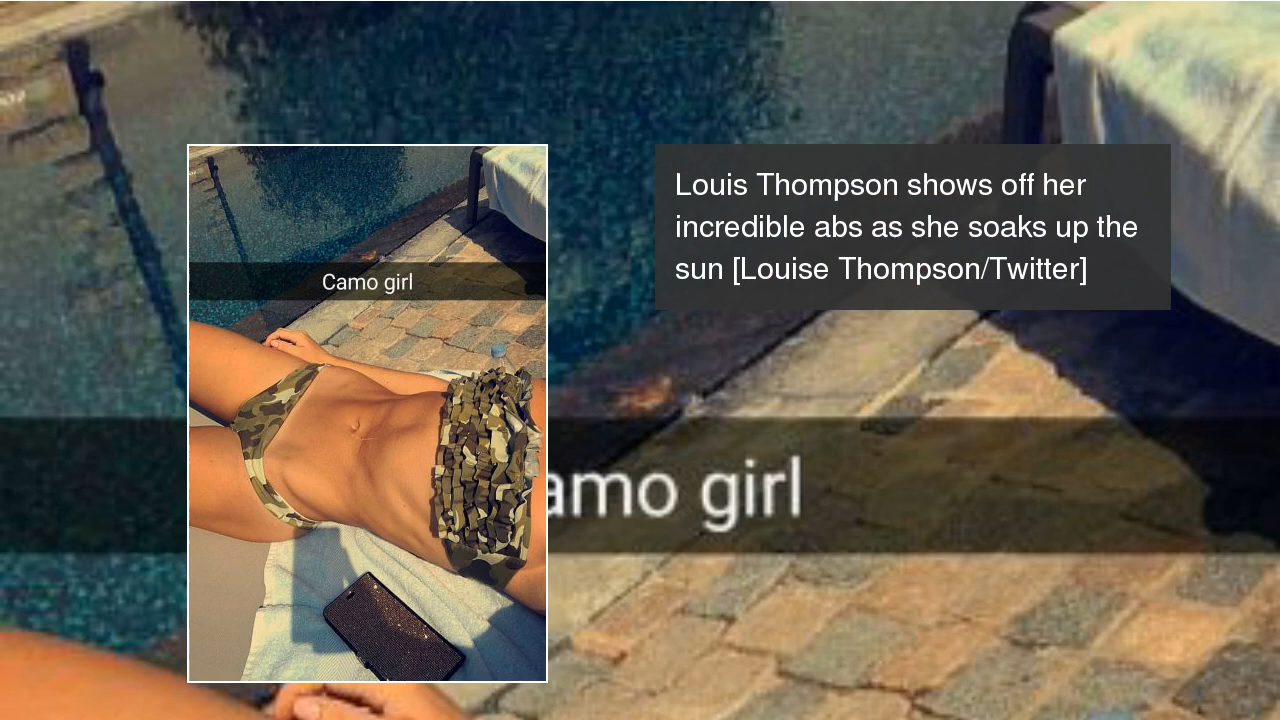 Louis Thompson shows off her
incredible abs as she soaks up the
sun [Louise Thompson/Twitter]
Camo girl
amo girl